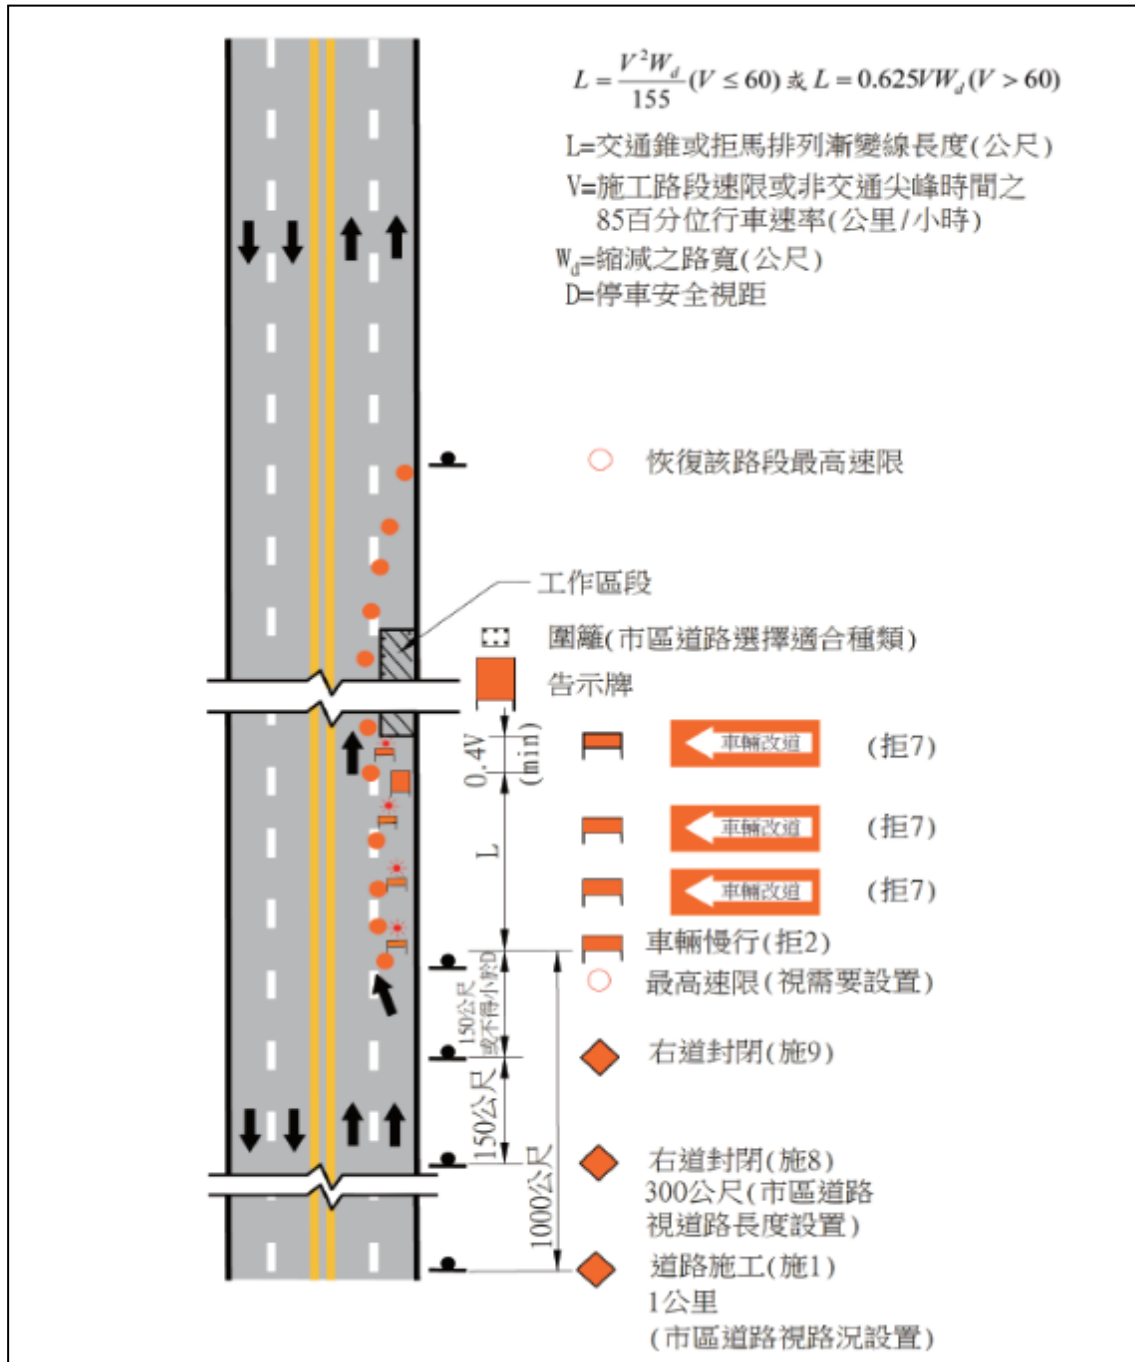 L = V²W_d/155 (V ≤ 60) 或 L = 0.625VW_d (V > 60)
L=交通錐或拒馬排列漸變線長度(公尺)
V=施工路段速限或非交通尖峰時間之
85百分位行車速率(公里/小時)
W_d=縮減之路寬(公尺)
D=停車安全視距
恢復該路段最高速限
工作區段
圍籬(市區道路選擇適合種類)
告示牌
0.4V
(min)
車輛改道
(拒7)
L
車輛改道
(拒7)
車輛改道
(拒7)
車輛慢行(拒2)
最高速限(視需要設置)
150公尺
或不得小於D
右道封閉(施9)
150公尺
1000公尺
右道封閉(施8)
300公尺(市區道路
視道路長度設置)
道路施工(施1)
1公里
(市區道路視路況設置)